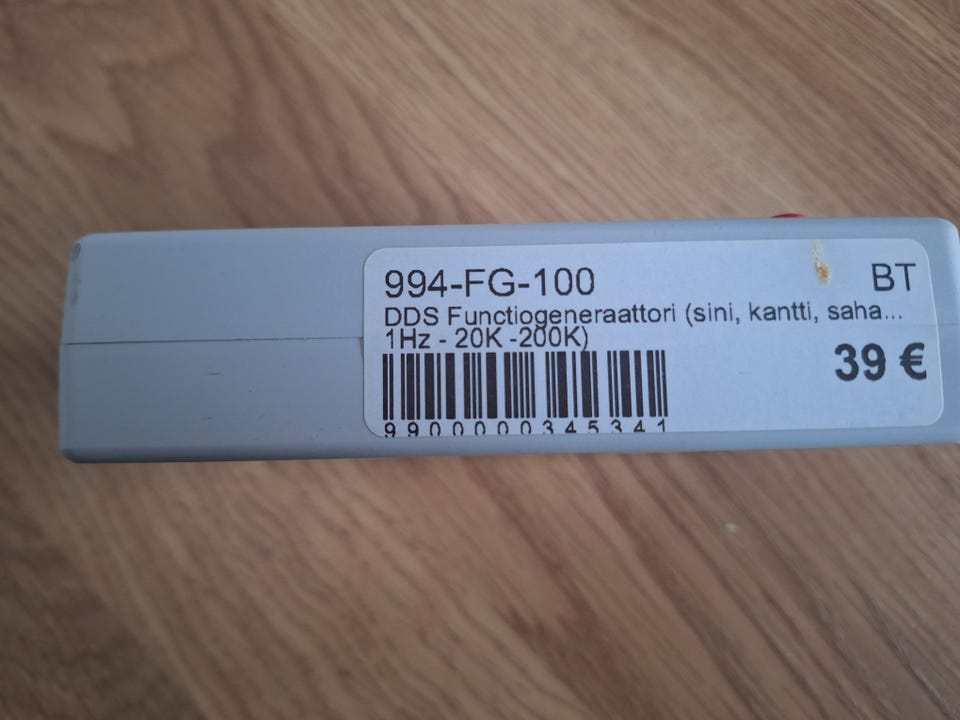 994-FG-100
BT
DDS Functiogeneraattori (sini, kantti, saha...
1Hz - 20K -200K)
39 €
9900000345341